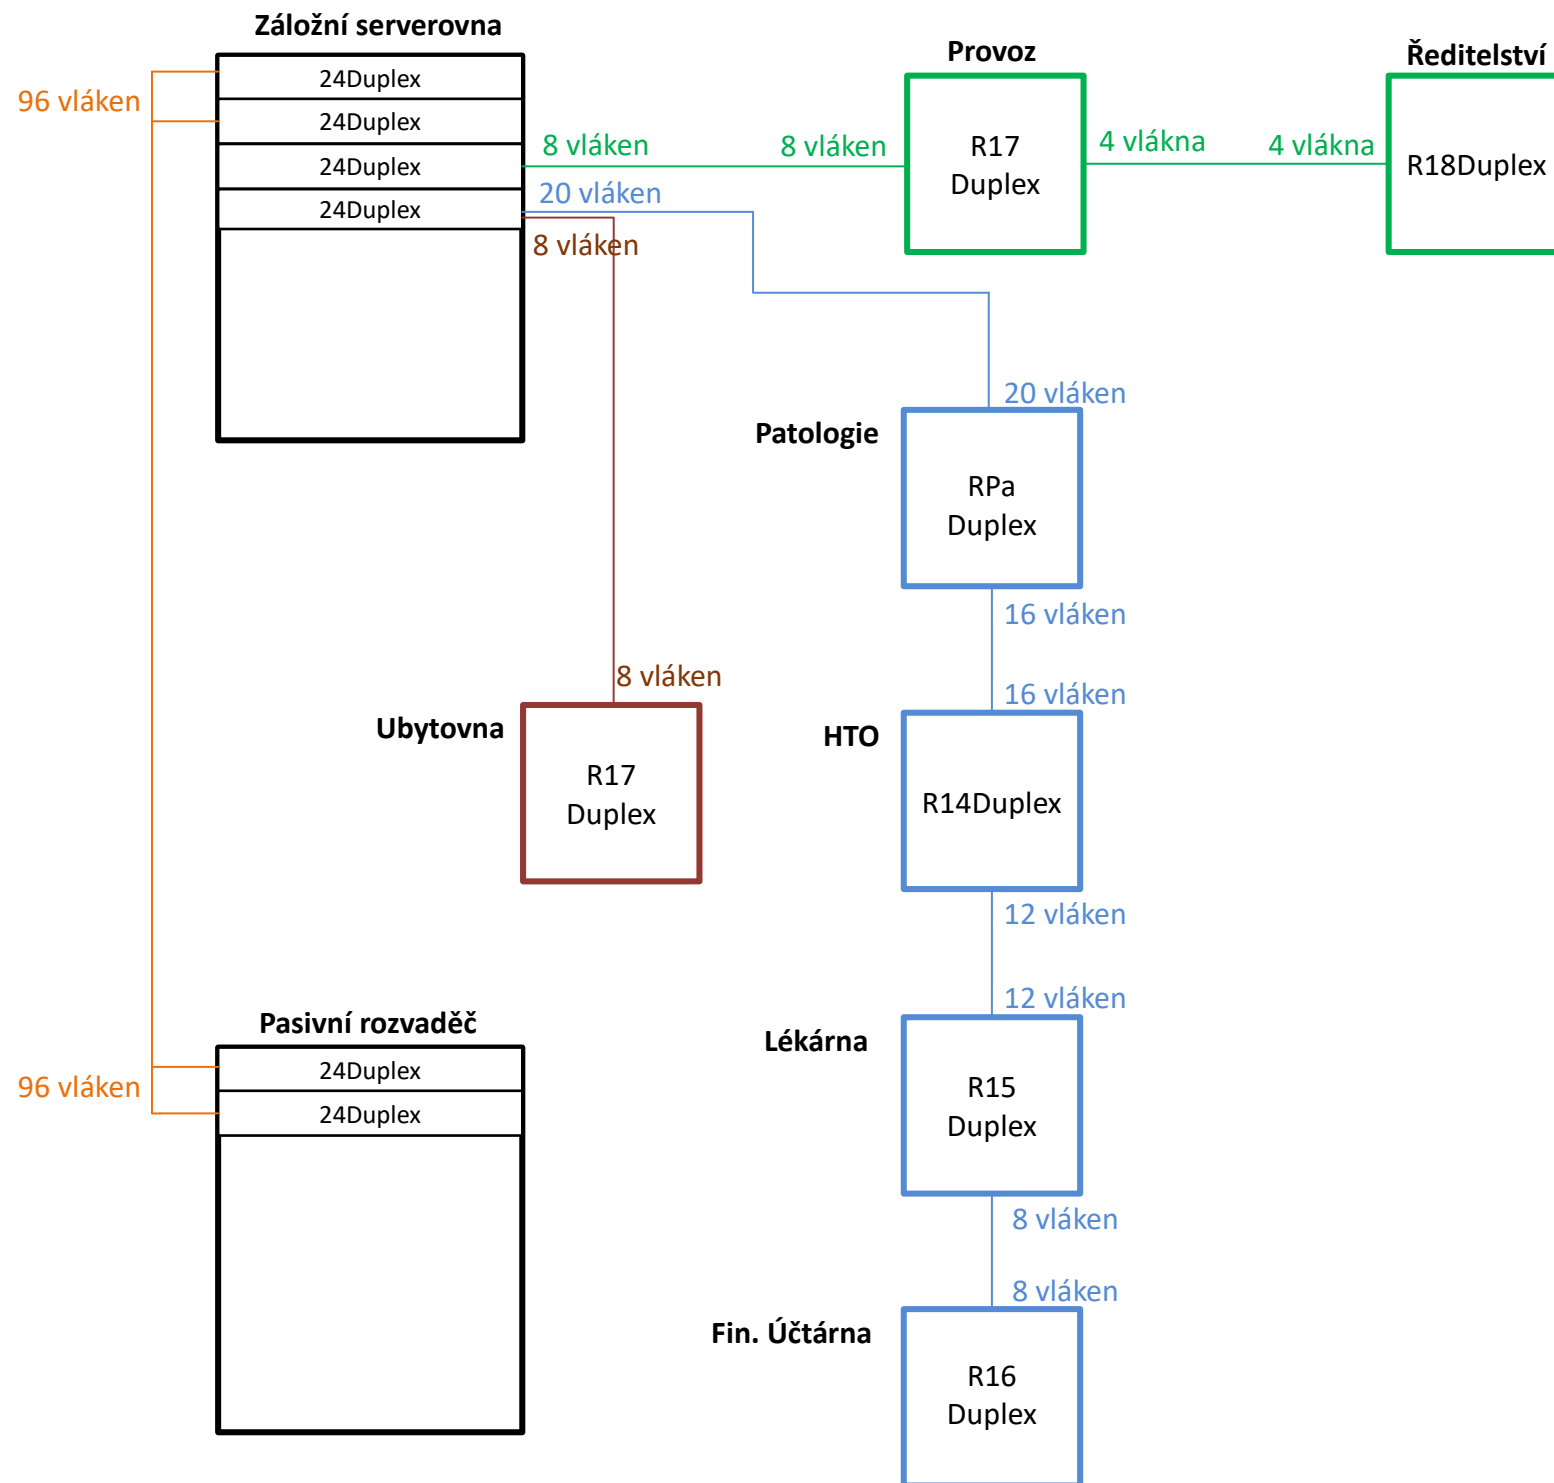 Záložní serverovna
24Duplex
24Duplex
24Duplex
24Duplex
96 vláken
8 vláken
8 vláken
20 vláken
8 vláken
Provoz
R17
Duplex
4 vlákna
4 vlákna
Ředitelství
R18Duplex
20 vláken
Patologie
RPa
Duplex
16 vláken
16 vláken
8 vláken
Ubytovna
R17
Duplex
HTO
R14Duplex
12 vláken
12 vláken
Pasivní rozvaděč
24Duplex
24Duplex
96 vláken
Lékárna
R15
Duplex
8 vláken
8 vláken
Fin. Účtárna
R16
Duplex